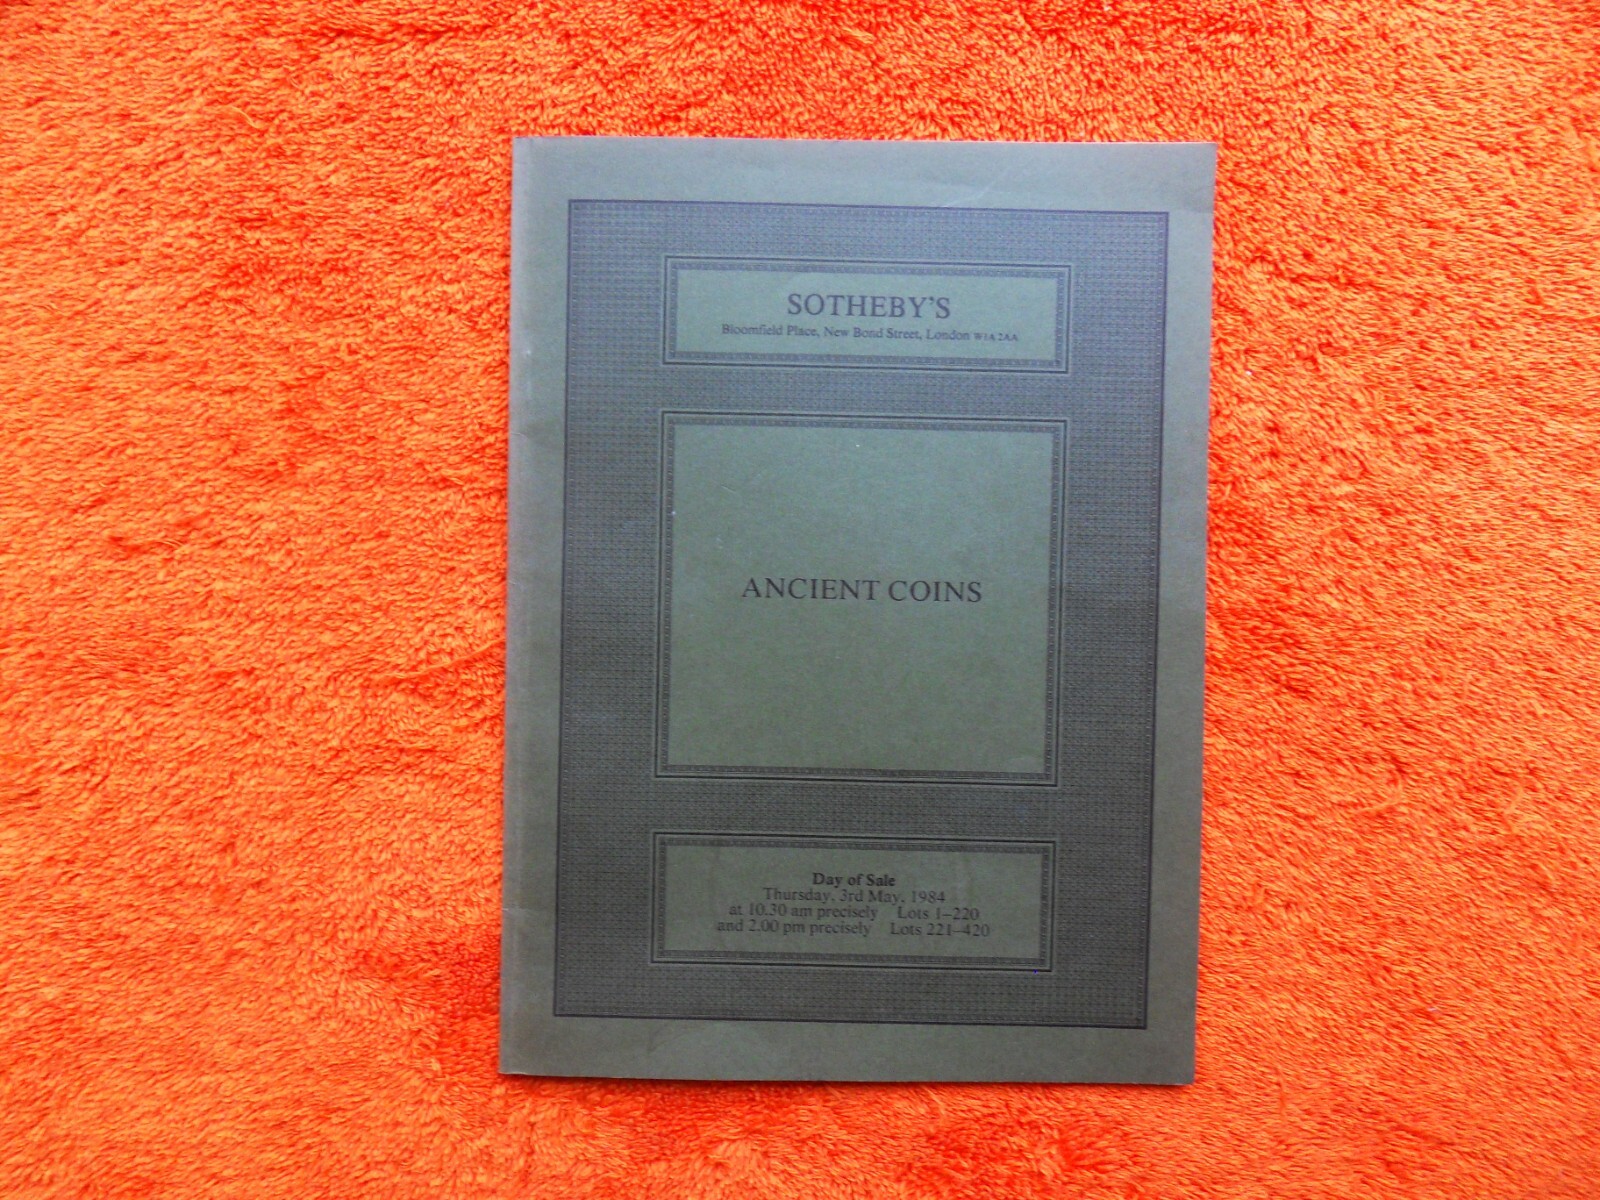 SOTHEBY'S
Bloomfield Place, New Bond Street, London W1A 2AA
ANCIENT COINS
Day of Sale
Thursday, 3rd May, 1984
at 10.30 am precisely Lots 1–220
and 2.00 pm precisely Lots 221–420